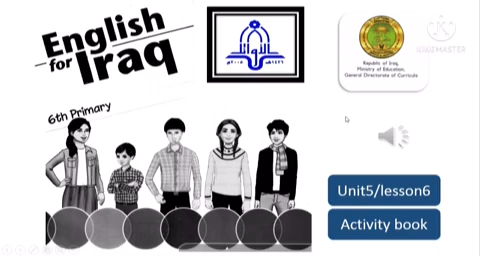 English
for Iraq
6th Primary
KINEMASTER
Republic of Iraq,
Ministry of Education,
General Directorate of Curricula
Unit5/lesson6
Activity book